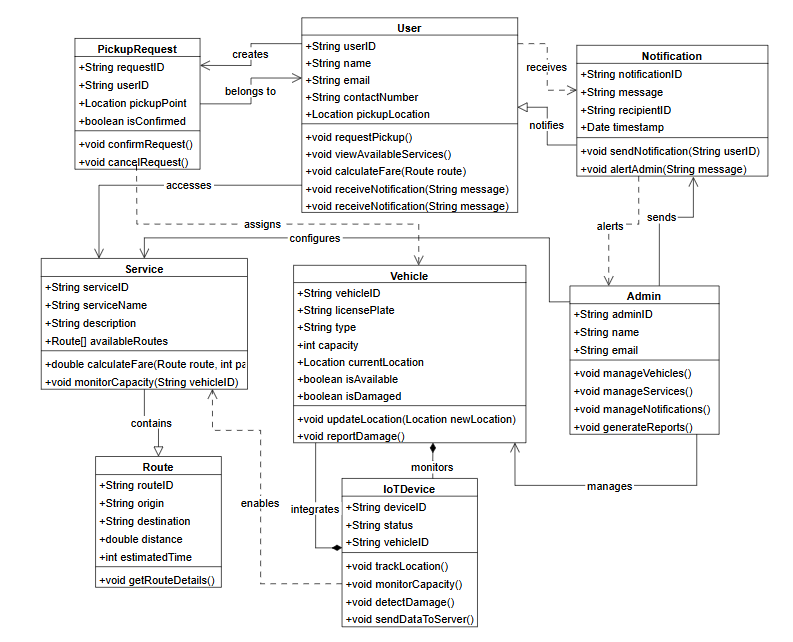 PickupRequest
+String requestID
+String userID
+Location pickupPoint
+boolean isConfirmed
+void confirmRequest()
+void cancelRequest()
creates
belongs to
User
+String userID
+String name
+String email
+String contactNumber
+Location pickupLocation
+void requestPickup()
+void viewAvailableServices()
+void calculateFare(Route route)
+void receiveNotification(String message)
+void receiveNotification(String message)
receives
notifies
Notification
+String notificationID
+String message
+String recipientID
+Date timestamp
+void sendNotification(String userID)
+void alertAdmin(String message)
accesses
assigns
configures
alerts
sends
Service
+String serviceID
+String serviceName
+String description
+Route[] availableRoutes
+double calculateFare(Route route, int pa
+void monitorCapacity(String vehicleID)
Vehicle
+String vehicleID
+String licensePlate
+String type
+int capacity
+Location currentLocation
+boolean isAvailable
+boolean isDamaged
+void updateLocation(Location newLocation)
+void reportDamage()
Admin
+String adminID
+String name
+String email
+void manageVehicles()
+void manageServices()
+void manageNotifications()
+void generateReports()
contains
monitors
manages
enables
integrates
Route
+String routeID
+String origin
+String destination
+double distance
+int estimatedTime
+void getRouteDetails()
IoTDevice
+String deviceID
+String status
+String vehicleID
+void trackLocation()
+void monitorCapacity()
+void detectDamage()
+void sendDataToServer()